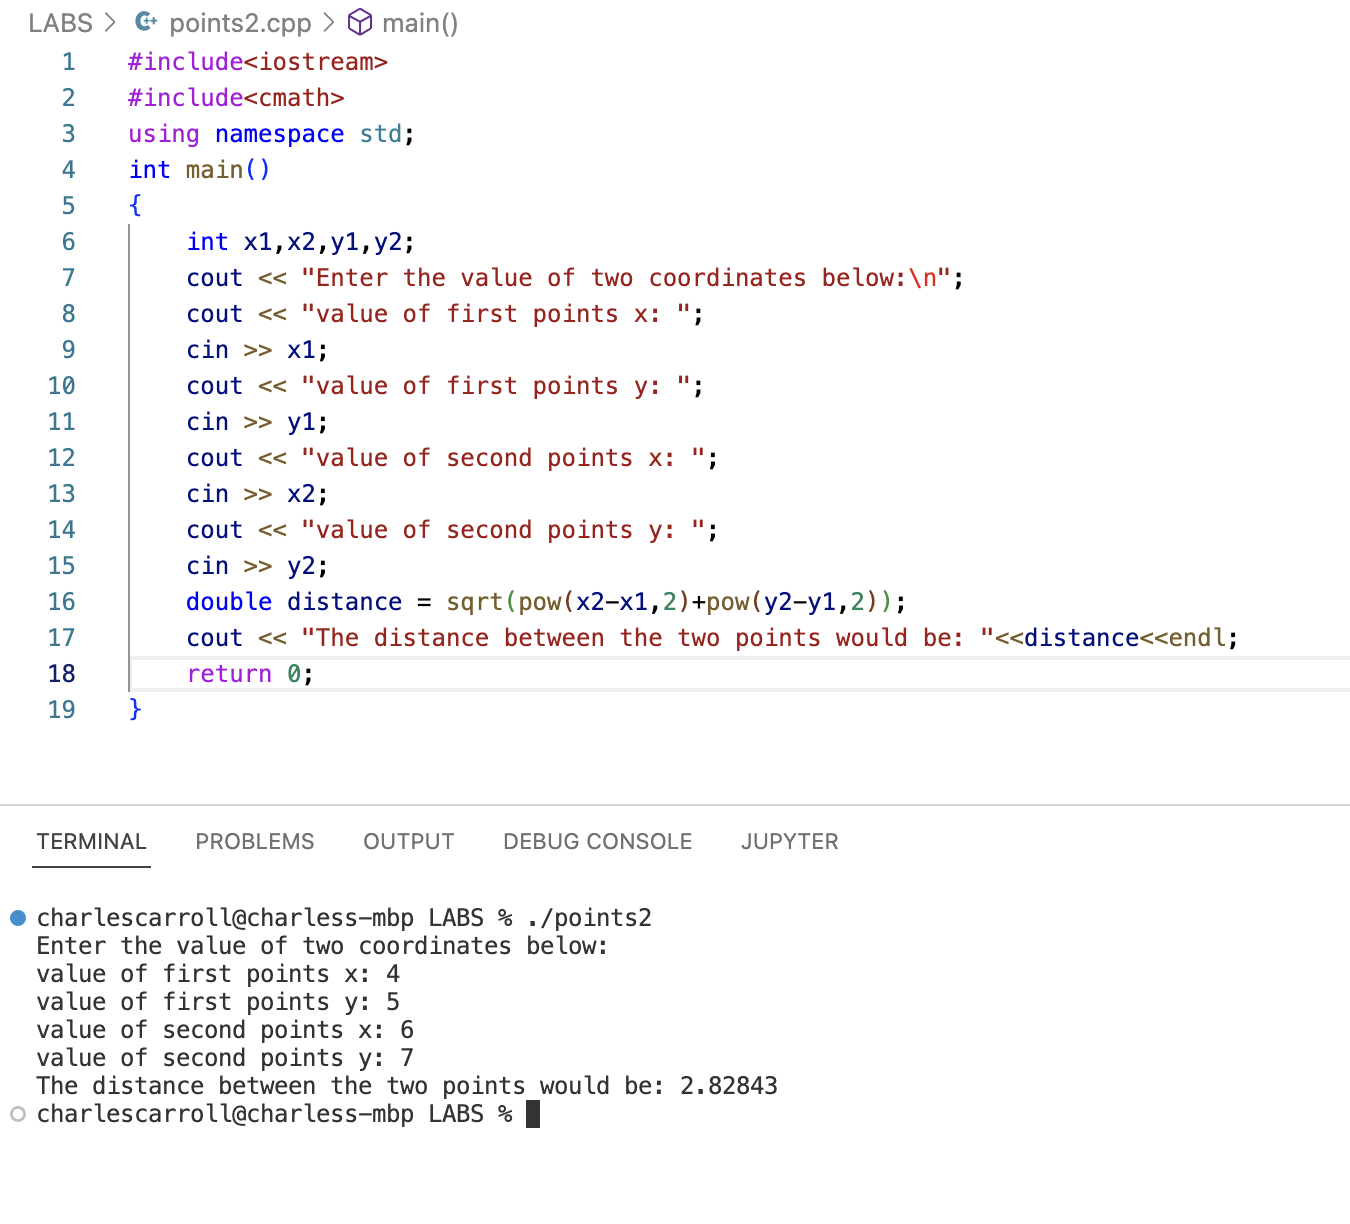 LABS > points2.cpp > main()
1 #include<iostream>
2 #include<cmath>
3 using namespace std;
4 int main()
5 {
6     int x1,x2,y1,y2;
7     cout << "Enter the value of two coordinates below:\n";
8     cout << "value of first points x: ";
9     cin >> x1;
10     cout << "value of first points y: ";
11     cin >> y1;
12     cout << "value of second points x: ";
13     cin >> x2;
14     cout << "value of second points y: ";
15     cin >> y2;
16     double distance = sqrt(pow(x2-x1,2)+pow(y2-y1,2));
17     cout << "The distance between the two points would be: "<<distance<<endl;
18     return 0;
19 }
TERMINAL PROBLEMS OUTPUT DEBUG CONSOLE JUPYTER
charlescarroll@charless-mbp LABS % ./points2
Enter the value of two coordinates below:
value of first points x: 4
value of first points y: 5
value of second points x: 6
value of second points y: 7
The distance between the two points would be: 2.82843
charlescarroll@charless-mbp LABS %